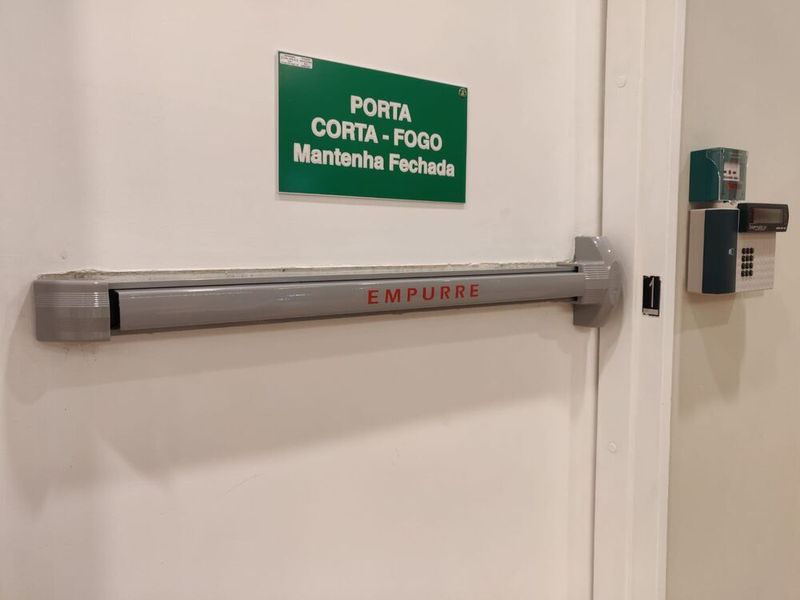 PORTA
CORTA - FOGO
Mantenha Fechada
EMPURRE
1